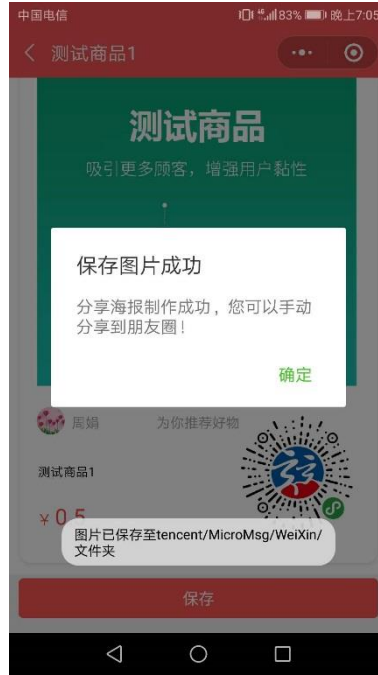 中国电信 83% 晚上7:05
测试商品1
测试商品
吸引更多顾客，增强用户黏性
保存图片成功
分享海报制作成功，您可以手动
分享到朋友圈！
确定
周娟 为你推荐好物
测试商品1
￥0.5
图片已保存至tencent/MicroMsg/WeiXin/
文件夹
保存